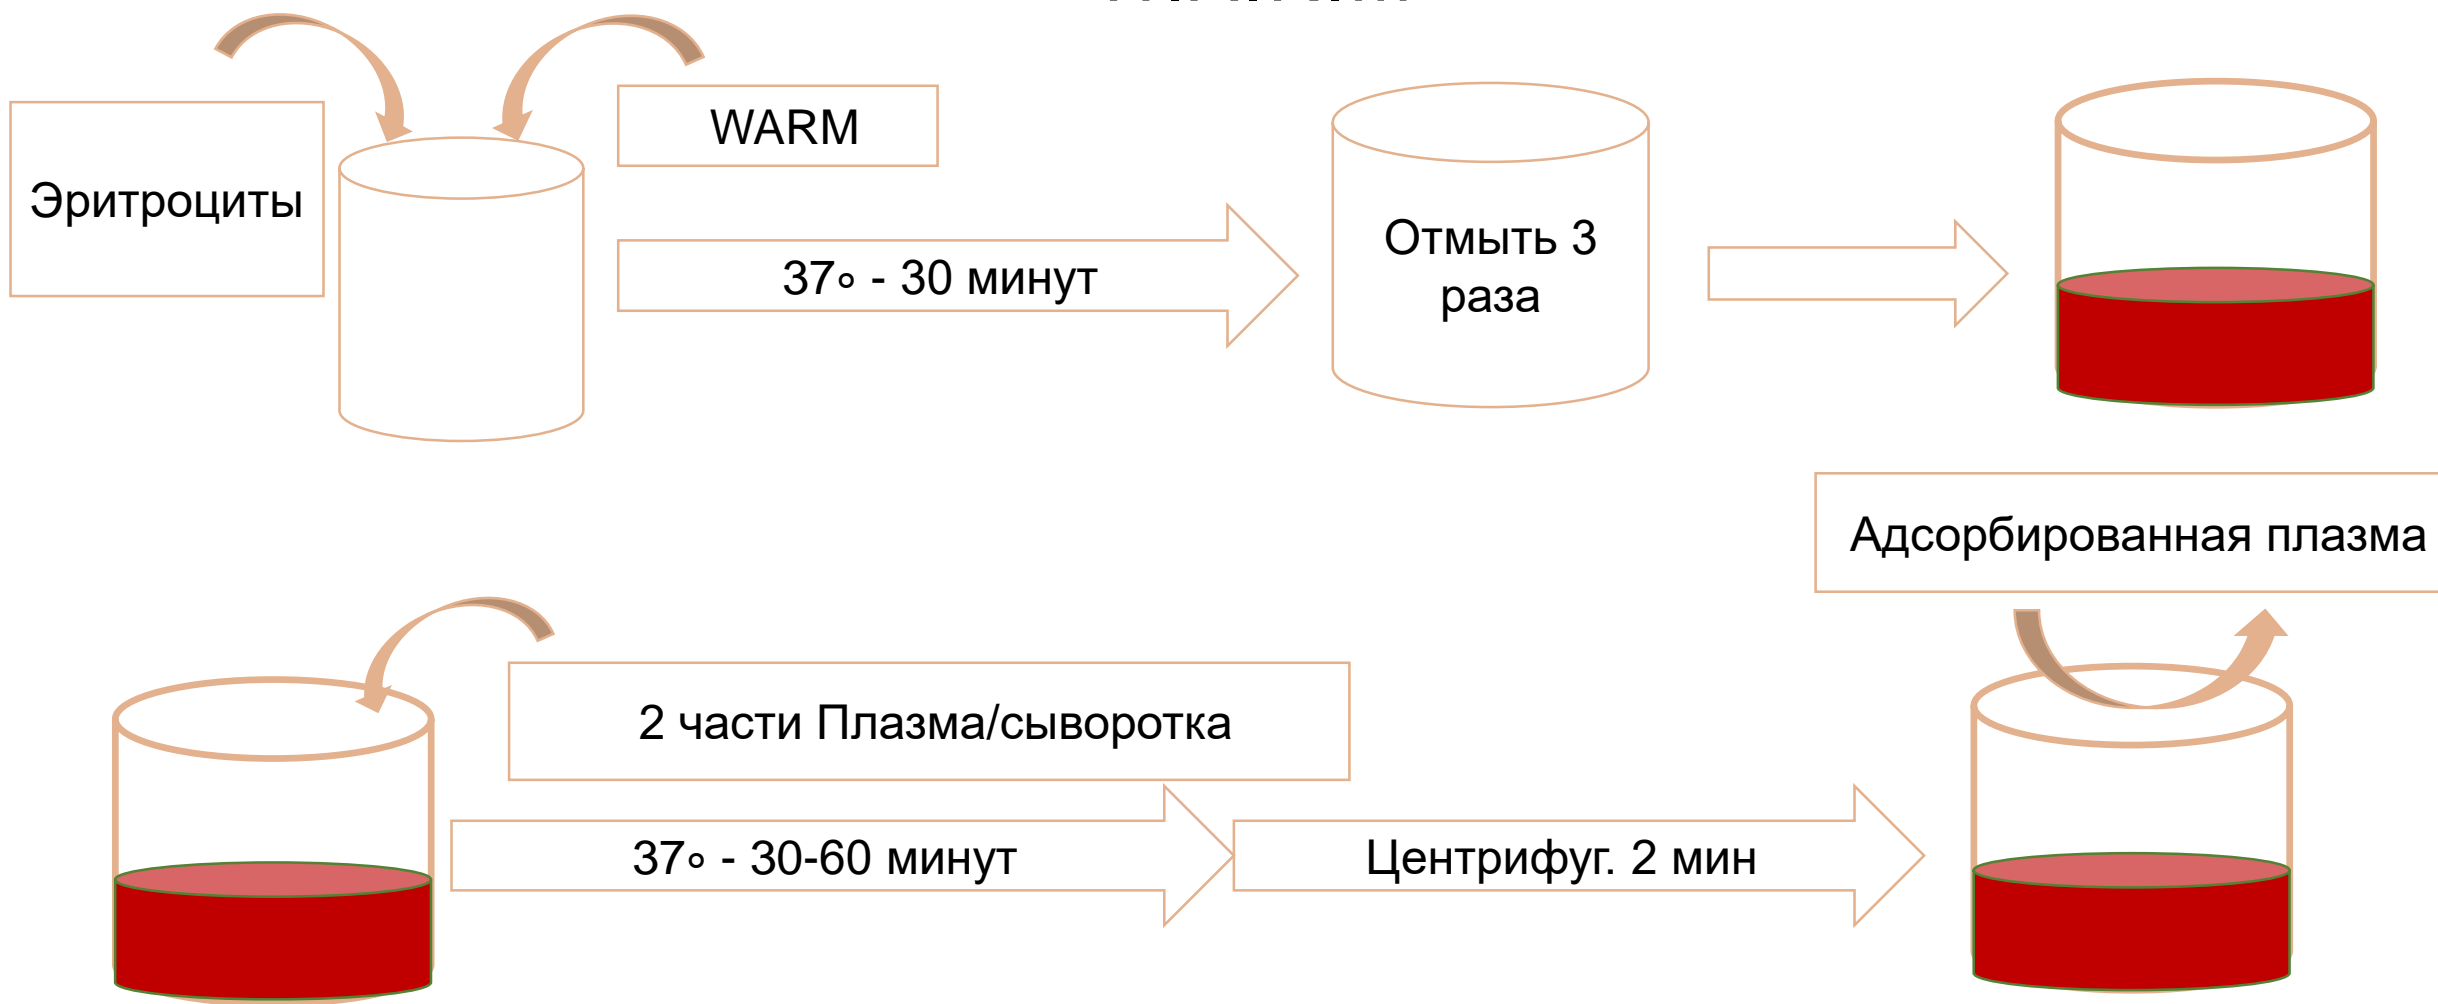 WARM
Эритроциты
37∘ - 30 минут
Отмыть 3
раза
Адсорбированная плазма
2 части Плазма/сыворотка
37∘ - 30-60 минут
Центрифуг. 2 мин